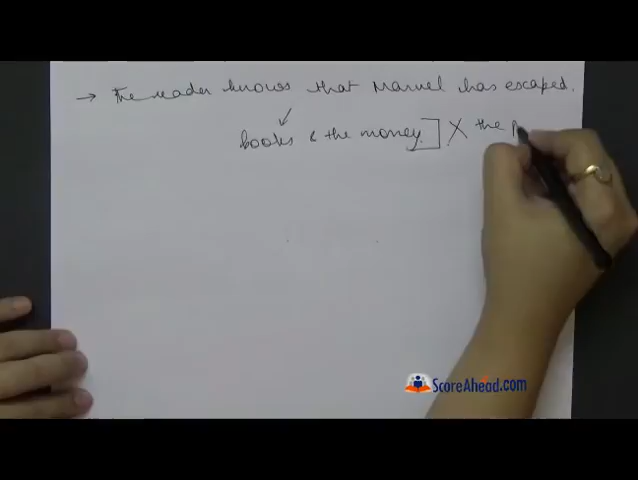 → The reader knows that Marvel has escaped.
books & the money.] X the p
ScoreAhead.com